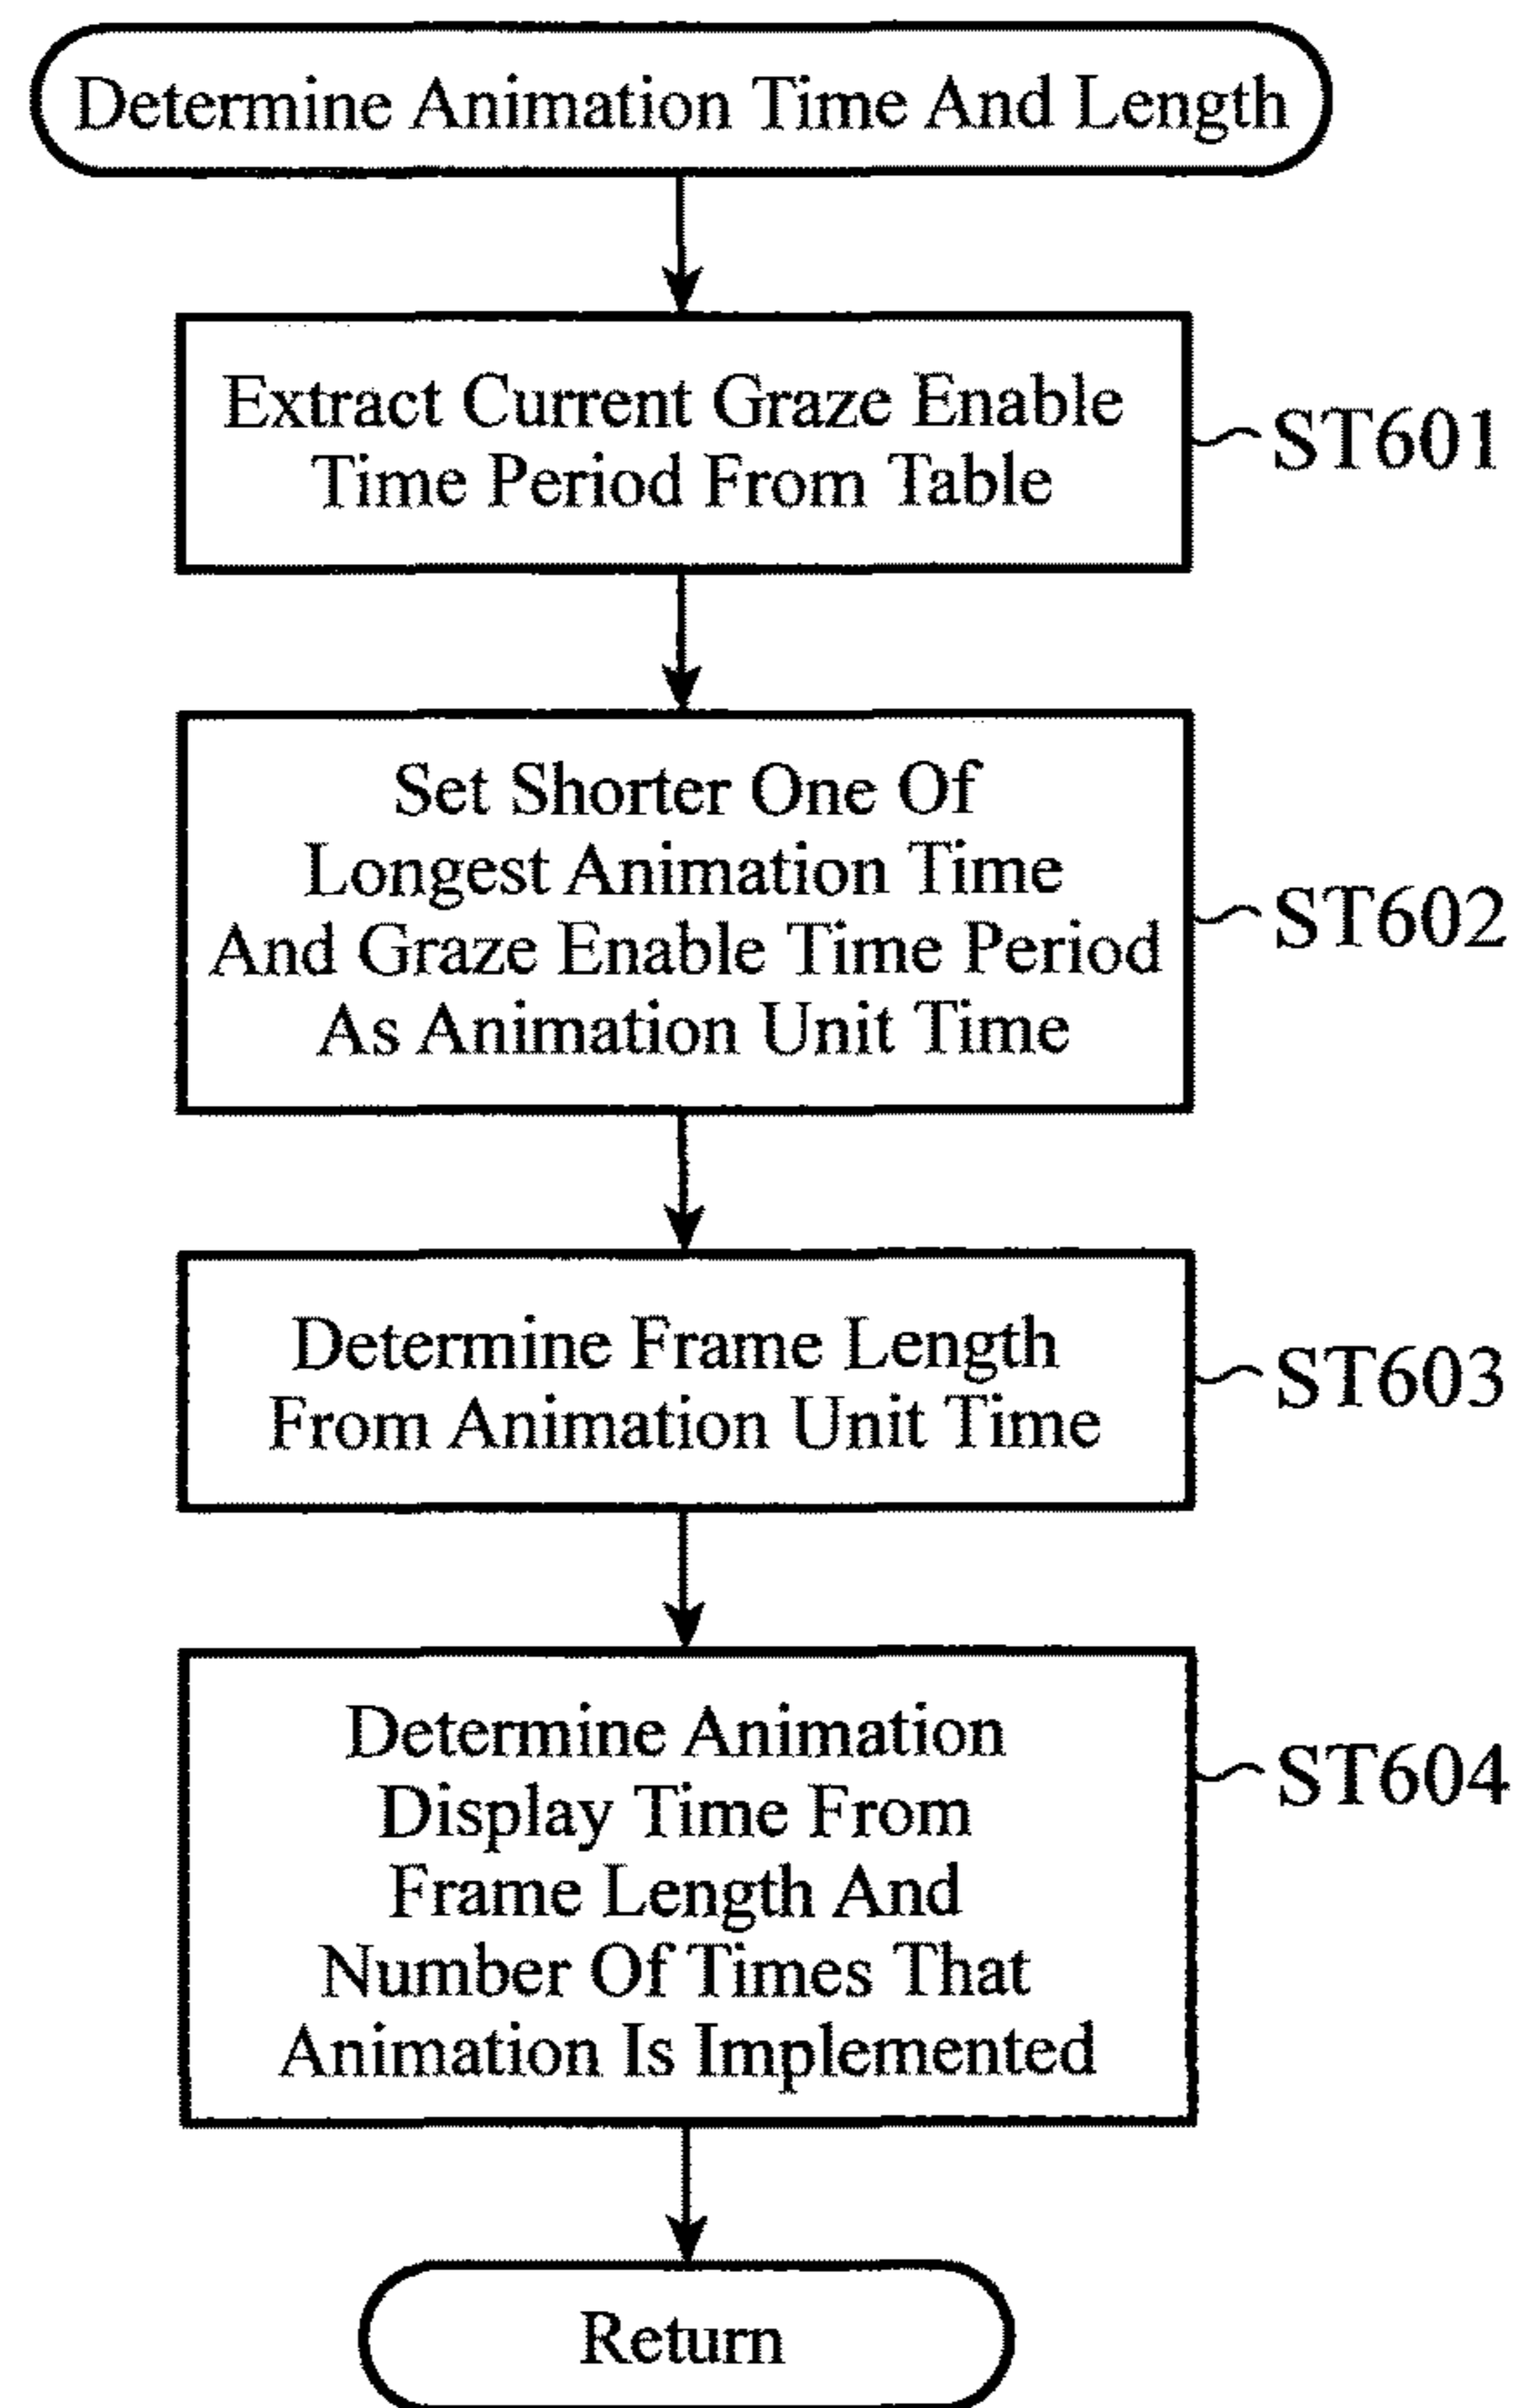 Determine Animation Time And Length
Extract Current Graze Enable
Time Period From Table
ST601
Set Shorter One Of
Longest Animation Time
And Graze Enable Time Period
As Animation Unit Time
ST602
Determine Frame Length
From Animation Unit Time
ST603
Determine Animation
Display Time From
Frame Length And
Number Of Times That
Animation Is Implemented
ST604
Return